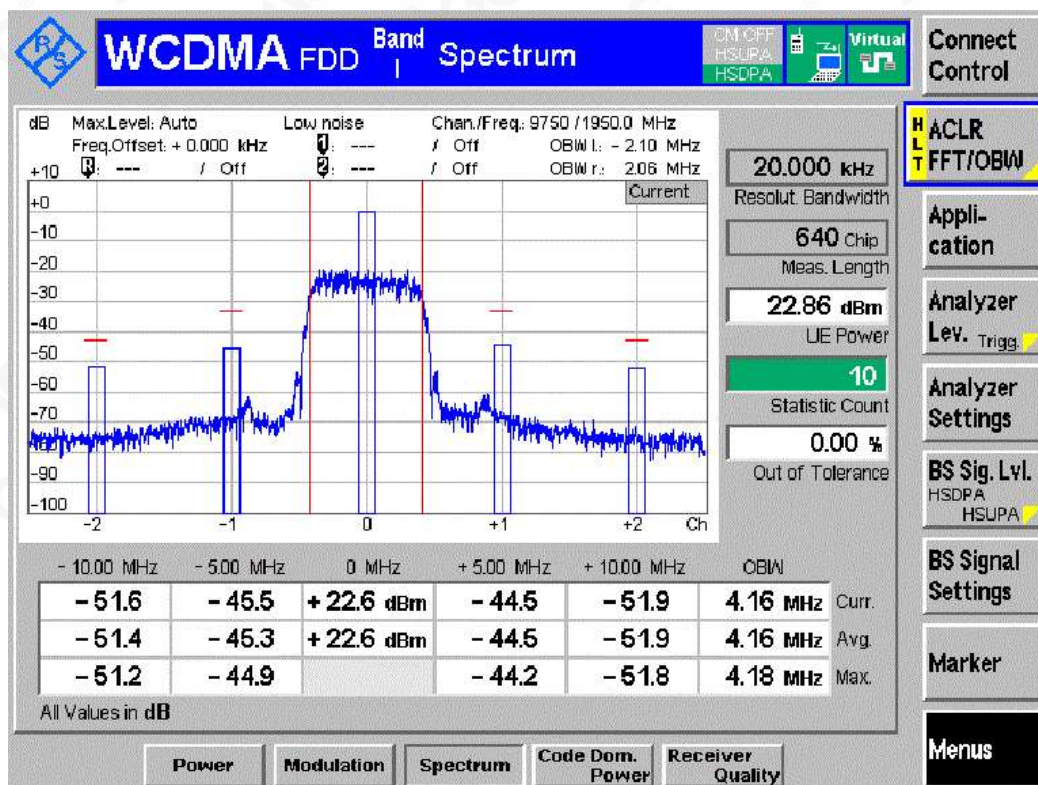 R S
WCDMA FDD Band I Spectrum
CM OFF
HSUPA
HSDPA
Virtual
Connect
Control
dB Max.Level: Auto Low noise Chan./Freq.: 9750 / 1950.0 MHz
Freq.Offset: + 0.000 kHz 1: --- / Off OBW l.: - 2.10 MHz
R: --- / Off 2: --- / Off OBW r.: 2.06 MHz
Current
+10
+0
-10
-20
-30
-40
-50
-60
-70
-80
-90
-100
-2 -1 0 +1 +2 Ch
20.000 kHz
Resolut. Bandwidth
640 Chip
Meas. Length
22.86 dBm
UE Power
10
Statistic Count
0.00 %
Out of Tolerance
HLT
ACLR
FFT/OBW
Appli-
cation
Analyzer
Lev. Trigg.
Analyzer
Settings
BS Sig. Lvl.
HSDPA
HSUPA
BS Signal
Settings
Marker
Menus
- 10.00 MHz - 5.00 MHz 0 MHz + 5.00 MHz + 10.00 MHz OBW
- 51.6 - 45.5 + 22.6 dBm - 44.5 - 51.9 4.16 MHz Curr.
- 51.4 - 45.3 + 22.6 dBm - 44.5 - 51.9 4.16 MHz Avg.
- 51.2 - 44.9 - 44.2 - 51.8 4.18 MHz Max.
All Values in dB
Power
Modulation
Spectrum
Code Dom.
Power
Receiver
Quality